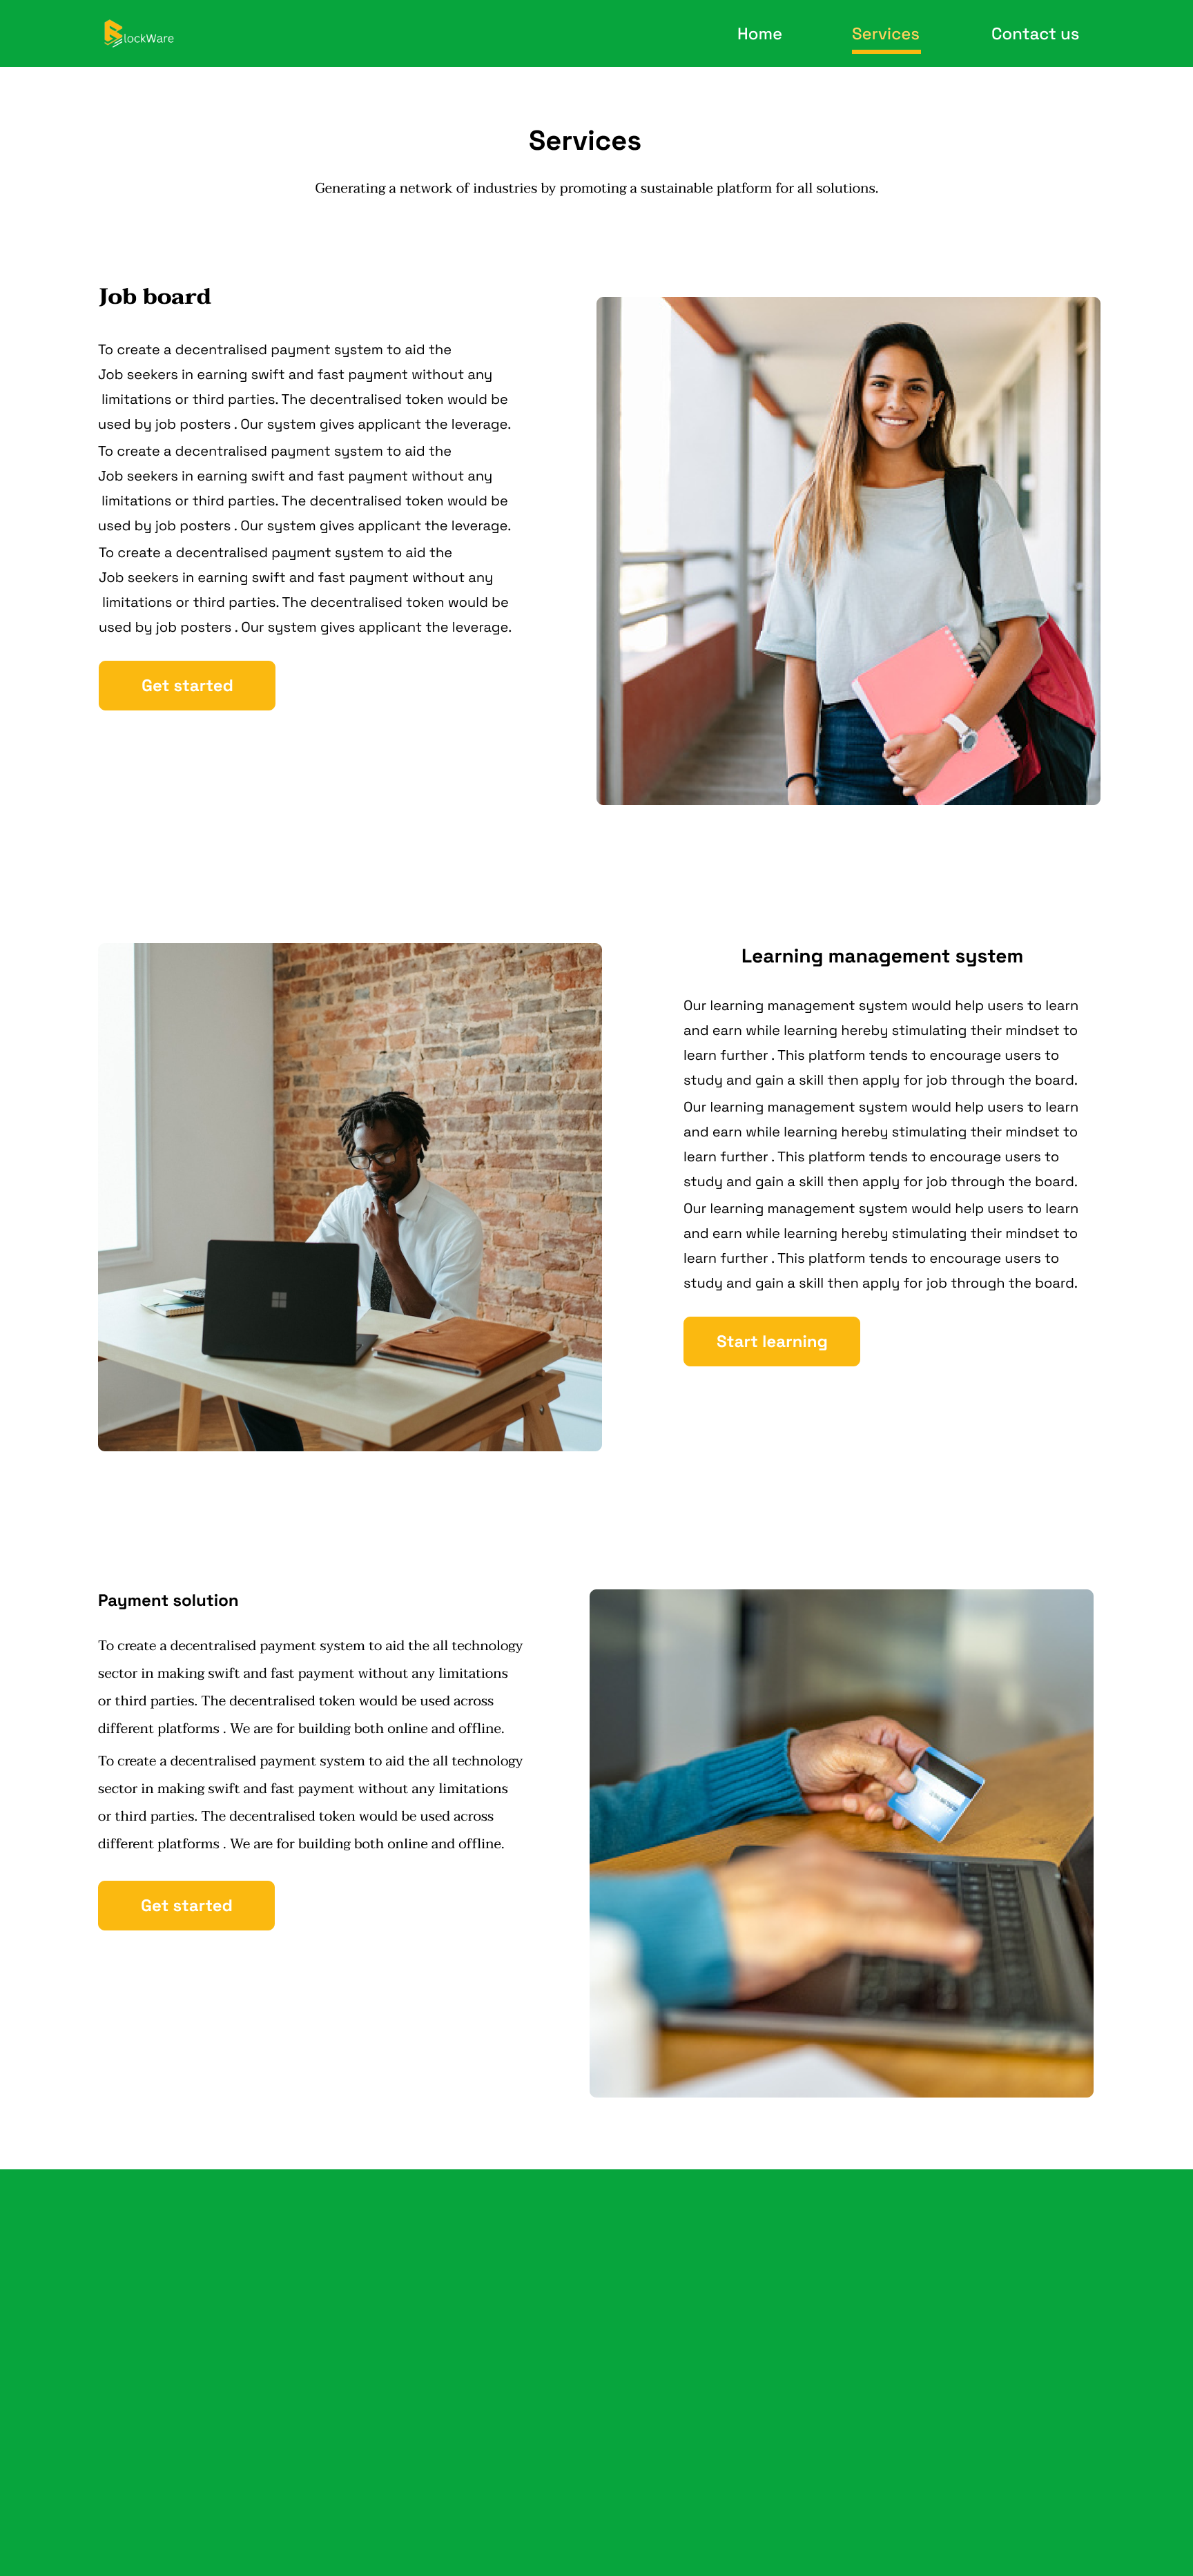 BlockWare
Home Services Contact us
Services
Generating a network of industries by promoting a sustainable platform for all solutions.
Job board
To create a decentralised payment system to aid the
Job seekers in earning swift and fast payment without any
limitations or third parties. The decentralised token would be
used by job posters . Our system gives applicant the leverage.
To create a decentralised payment system to aid the
Job seekers in earning swift and fast payment without any
limitations or third parties. The decentralised token would be
used by job posters . Our system gives applicant the leverage.
To create a decentralised payment system to aid the
Job seekers in earning swift and fast payment without any
limitations or third parties. The decentralised token would be
used by job posters . Our system gives applicant the leverage.
Get started
Learning management system
Our learning management system would help users to learn
and earn while learning hereby stimulating their mindset to
learn further . This platform tends to encourage users to
study and gain a skill then apply for job through the board.
Our learning management system would help users to learn
and earn while learning hereby stimulating their mindset to
learn further . This platform tends to encourage users to
study and gain a skill then apply for job through the board.
Our learning management system would help users to learn
and earn while learning hereby stimulating their mindset to
learn further . This platform tends to encourage users to
study and gain a skill then apply for job through the board.
Start learning
Payment solution
To create a decentralised payment system to aid the all technology
sector in making swift and fast payment without any limitations
or third parties. The decentralised token would be used across
different platforms . We are for building both online and offline.
To create a decentralised payment system to aid the all technology
sector in making swift and fast payment without any limitations
or third parties. The decentralised token would be used across
different platforms . We are for building both online and offline.
Get started